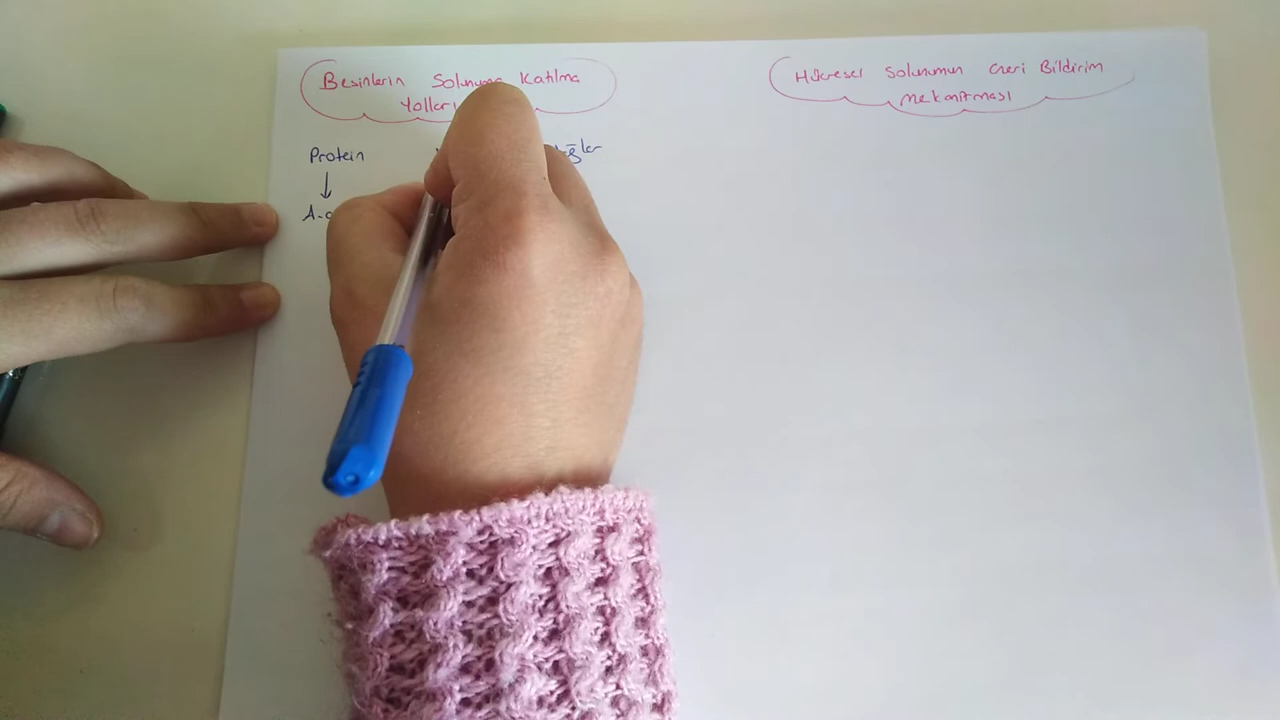 Besinlerin Solunuma Katılma
Yolları
Hücresel Solunumun Geri Bildirim
Mekanizması
Protein